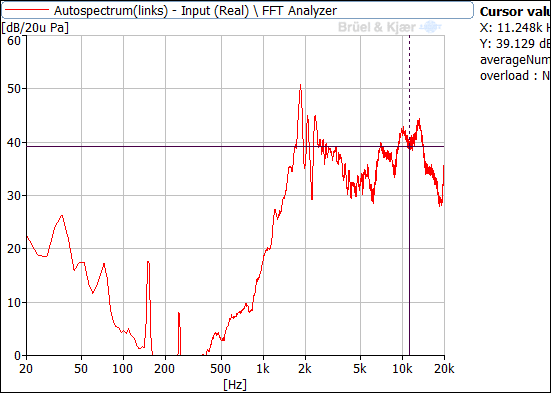 Autospectrum(links) - Input (Real) \ FFT Analyzer
[dB/20u Pa]
Brüel & Kjær
Cursor valu
X: 11.248k H
Y: 39.129 dB
averageNum
overload : N
60
50
40
30
20
10
0
20 50 100 200 500 1k 2k 5k 10k 20k
[Hz]